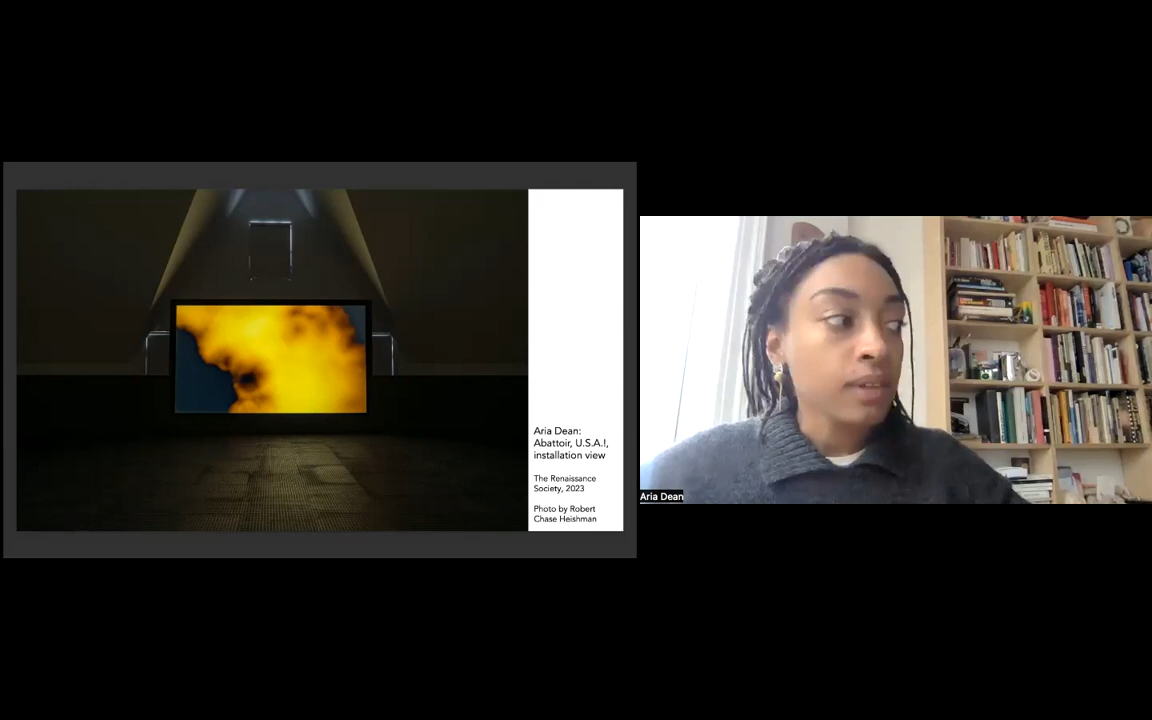 Aria Dean:
Abattoir, U.S.A.!,
installation view
The Renaissance
Society, 2023
Photo by Robert
Chase Heishman
Aria Dean